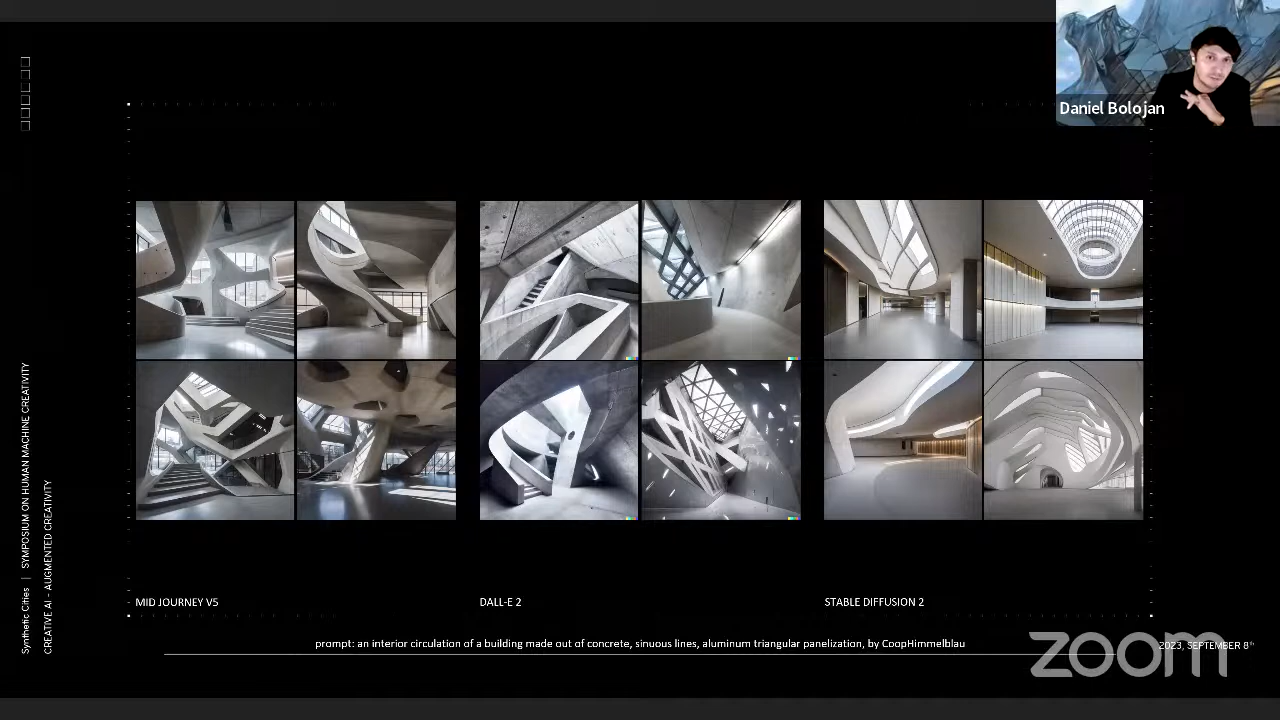 Daniel Bolojan
Synthetic Cities | SYMPOSIUM ON HUMAN MACHINE CREATIVITY
CREATIVE AI - AUGMENTED CREATIVITY
MID JOURNEY V5
DALL-E 2
STABLE DIFFUSION 2
prompt: an interior circulation of a building made out of concrete, sinuous lines, aluminum triangular panelization, by CoopHimmelblau
2023, SEPTEMBER 8th
zoom